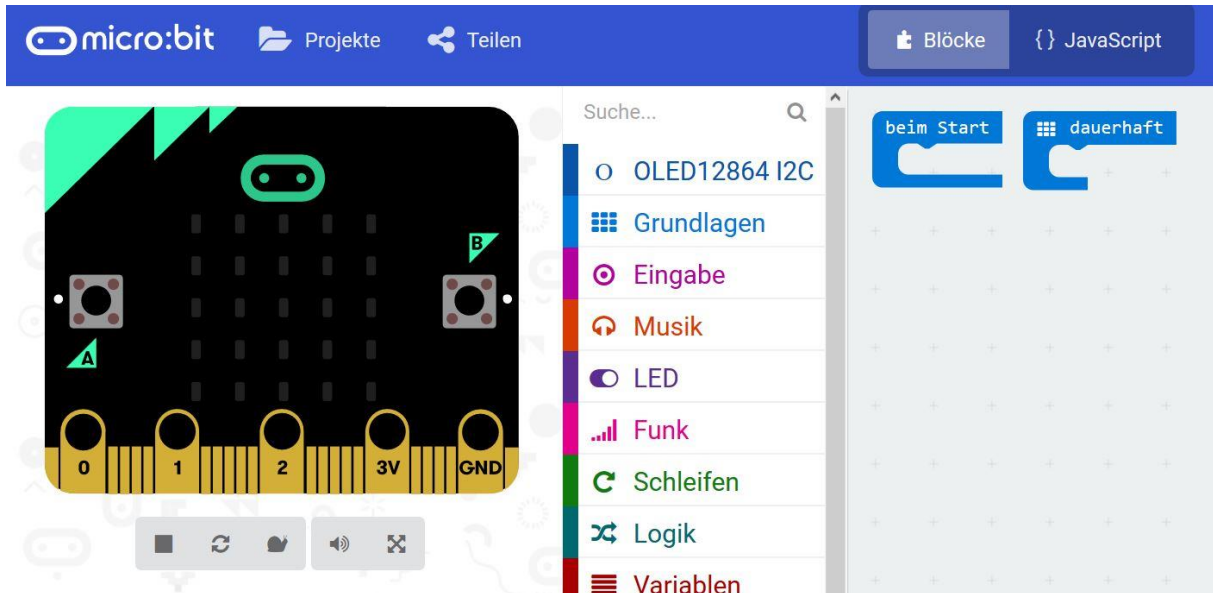 micro:bit
Projekte
Teilen
Blöcke
{ } JavaScript
Suche...
O OLED12864 I2C
Grundlagen
Eingabe
Musik
LED
Funk
Schleifen
Logik
Variablen
beim Start
dauerhaft
B
A
0 1 2 3V GND